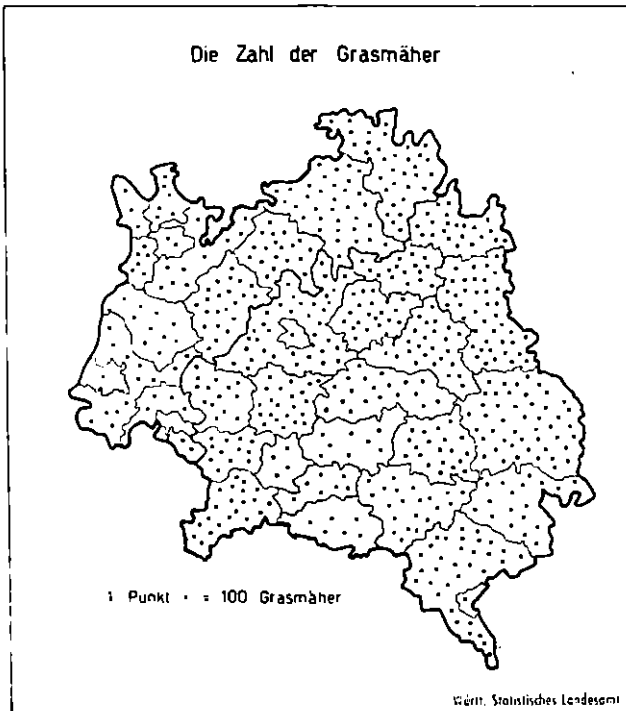 Die Zahl der Grasmäher
1 Punkt · = 100 Grasmäher
Württ. Statistisches Landesamt